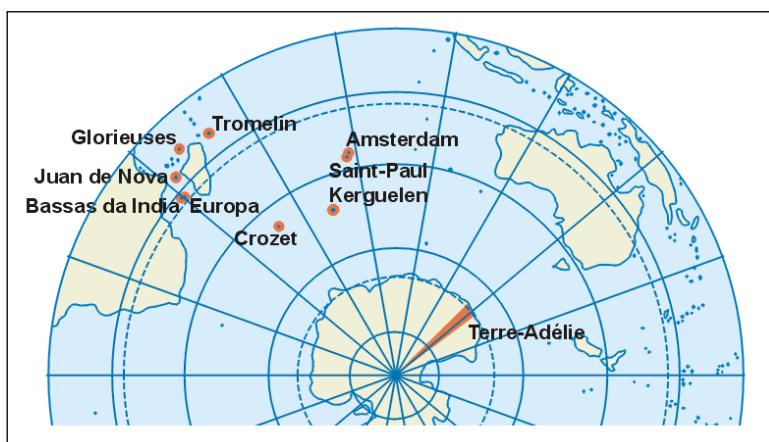 Tromelin
Glorieuses
Amsterdam
Saint-Paul
Juan de Nova
Kerguelen
Bassas da India Europa
Crozet
Terre-Adélie